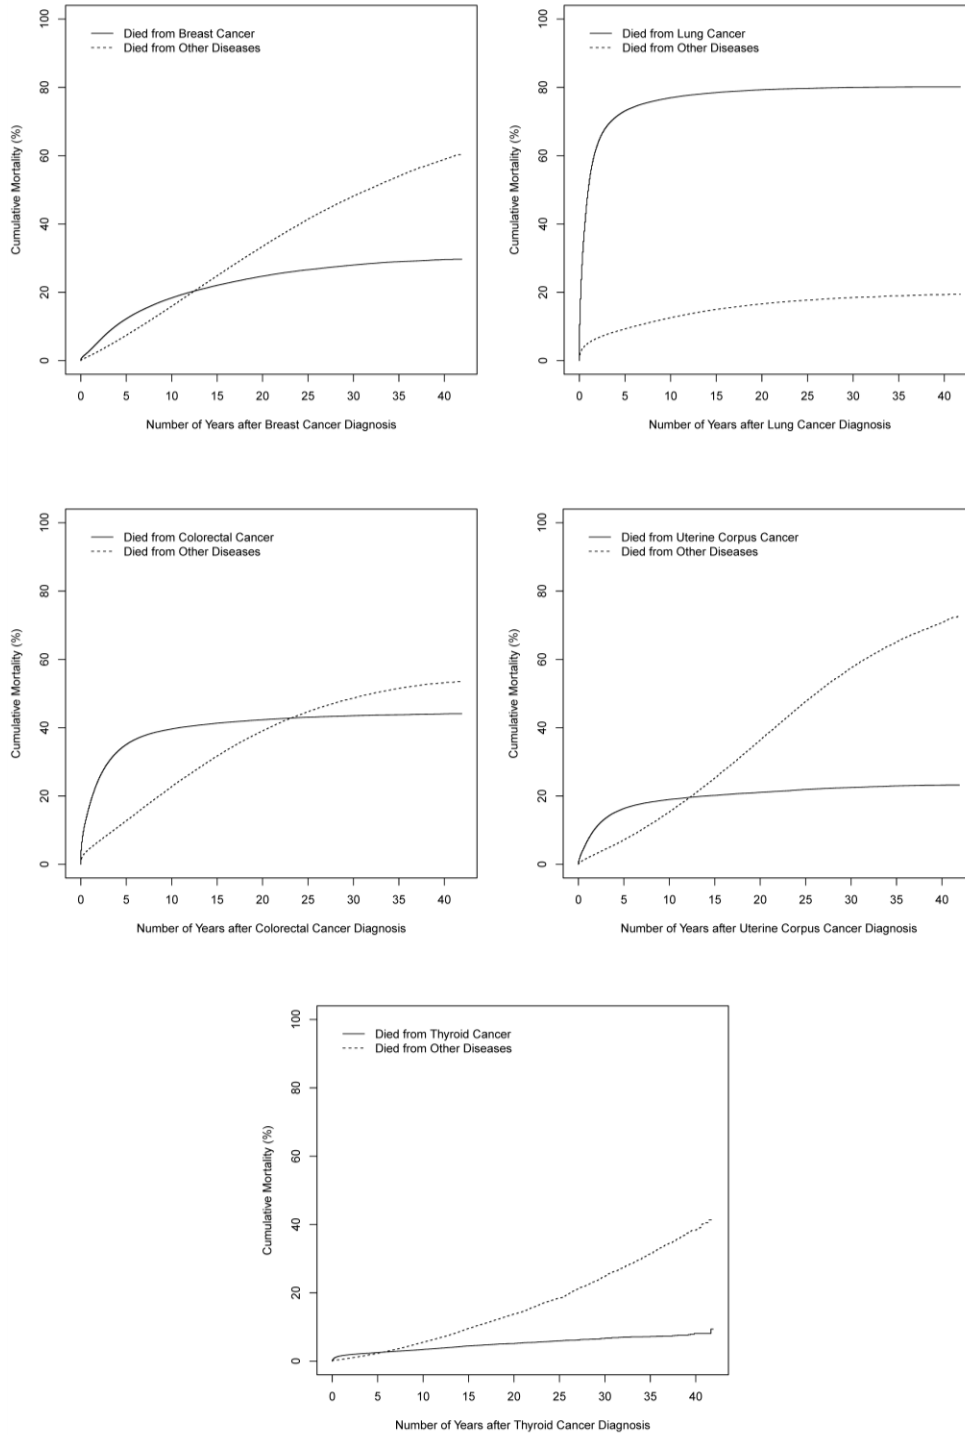 Died from Breast Cancer
Died from Other Diseases
Cumulative Mortality (%)
100
80
60
40
20
0
0 5 10 15 20 25 30 35 40
Number of Years after Breast Cancer Diagnosis
Died from Lung Cancer
Died from Other Diseases
Cumulative Mortality (%)
100
80
60
40
20
0
0 5 10 15 20 25 30 35 40
Number of Years after Lung Cancer Diagnosis
Died from Colorectal Cancer
Died from Other Diseases
Cumulative Mortality (%)
100
80
60
40
20
0
0 5 10 15 20 25 30 35 40
Number of Years after Colorectal Cancer Diagnosis
Died from Uterine Corpus Cancer
Died from Other Diseases
Cumulative Mortality (%)
100
80
60
40
20
0
0 5 10 15 20 25 30 35 40
Number of Years after Uterine Corpus Cancer Diagnosis
Died from Thyroid Cancer
Died from Other Diseases
Cumulative Mortality (%)
100
80
60
40
20
0
0 5 10 15 20 25 30 35 40
Number of Years after Thyroid Cancer Diagnosis